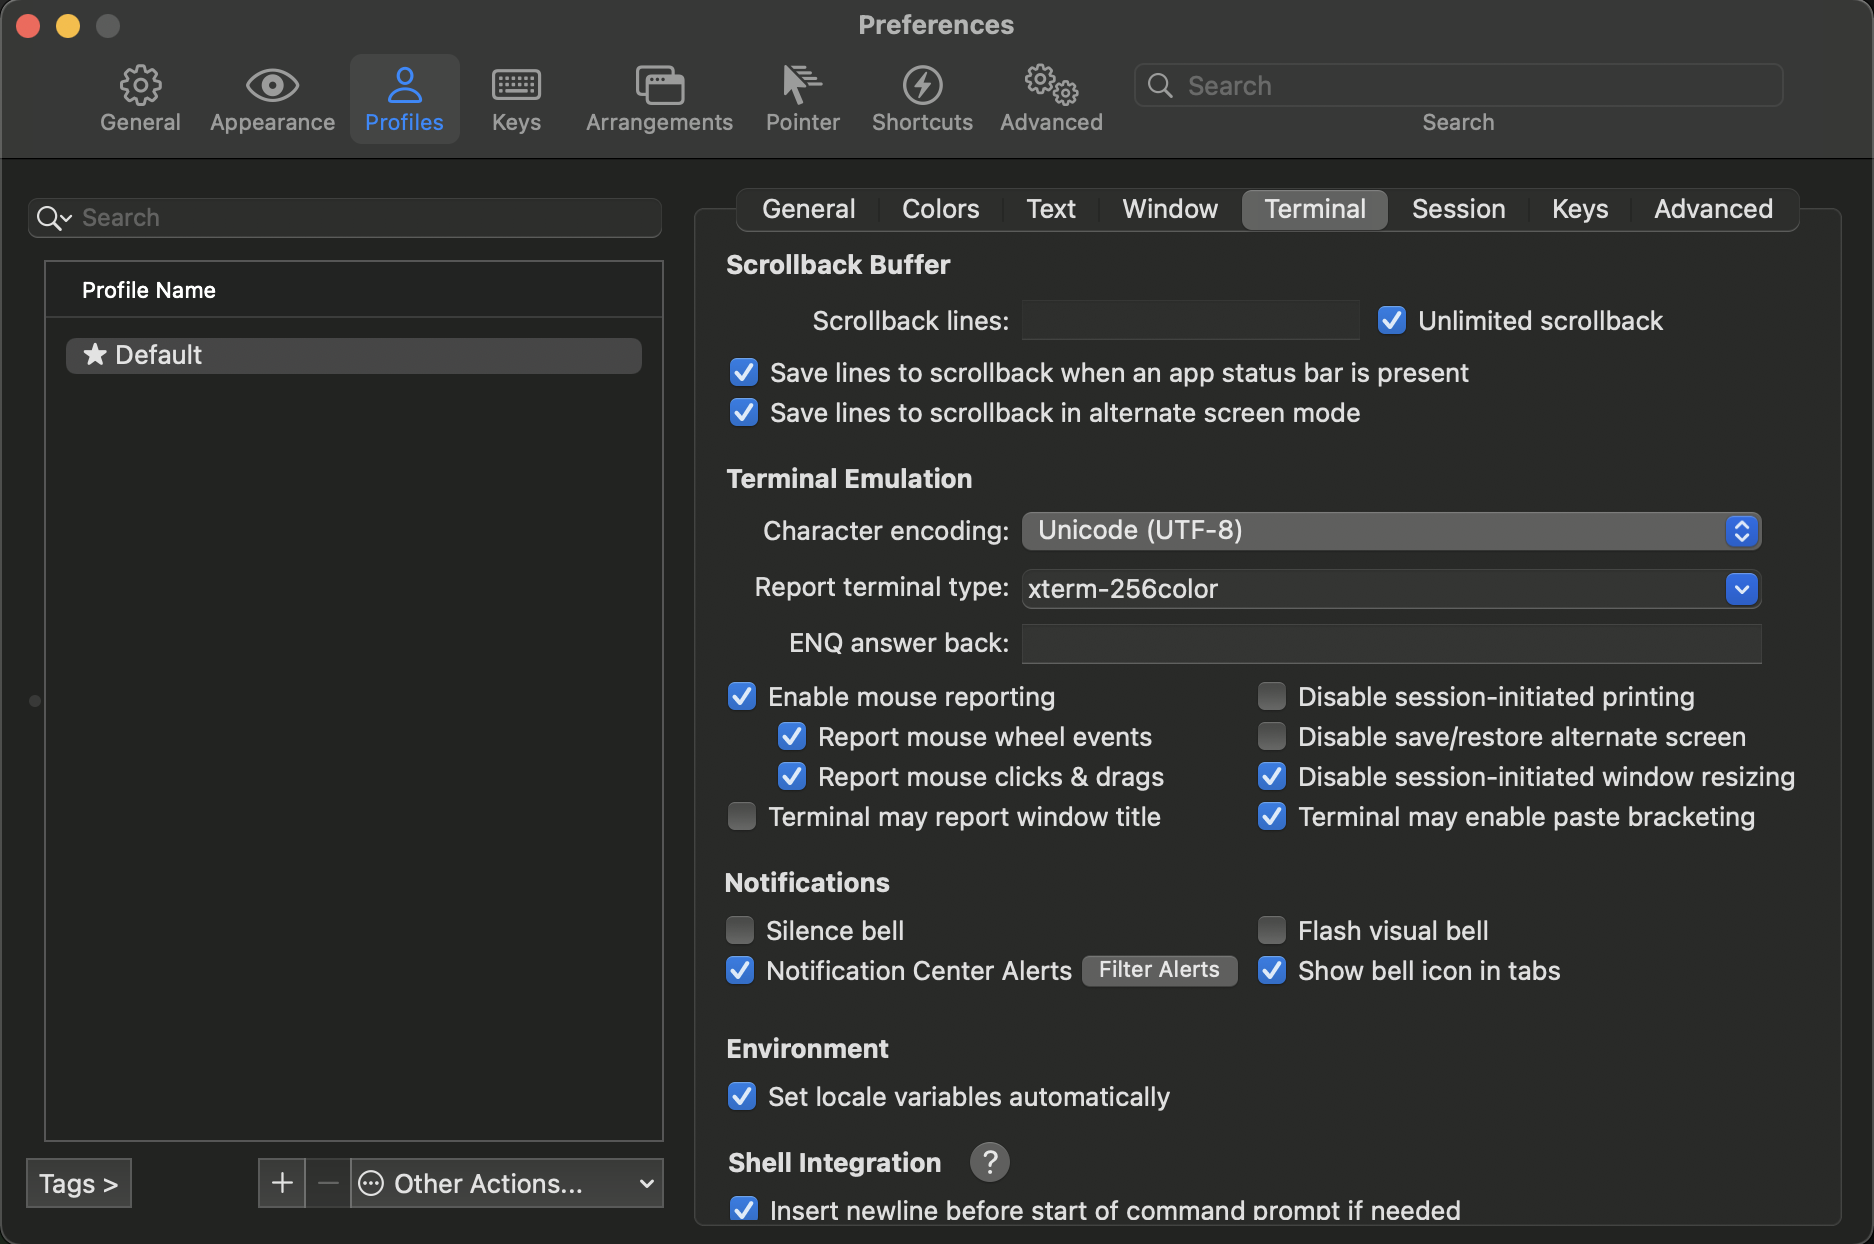 Preferences
General Appearance Profiles Keys Arrangements Pointer Shortcuts Advanced
Search
Search
Search
Profile Name
Default
Tags >
Other Actions...
General Colors Text Window Terminal Session Keys Advanced
Scrollback Buffer
Scrollback lines: Unlimited scrollback
Save lines to scrollback when an app status bar is present
Save lines to scrollback in alternate screen mode
Terminal Emulation
Character encoding: Unicode (UTF-8)
Report terminal type: xterm-256color
ENQ answer back:
Enable mouse reporting Disable session-initiated printing
Report mouse wheel events Disable save/restore alternate screen
Report mouse clicks & drags Disable session-initiated window resizing
Terminal may report window title Terminal may enable paste bracketing
Notifications
Silence bell Flash visual bell
Notification Center Alerts Filter Alerts Show bell icon in tabs
Environment
Set locale variables automatically
Shell Integration ?
Insert newline before start of command prompt if needed